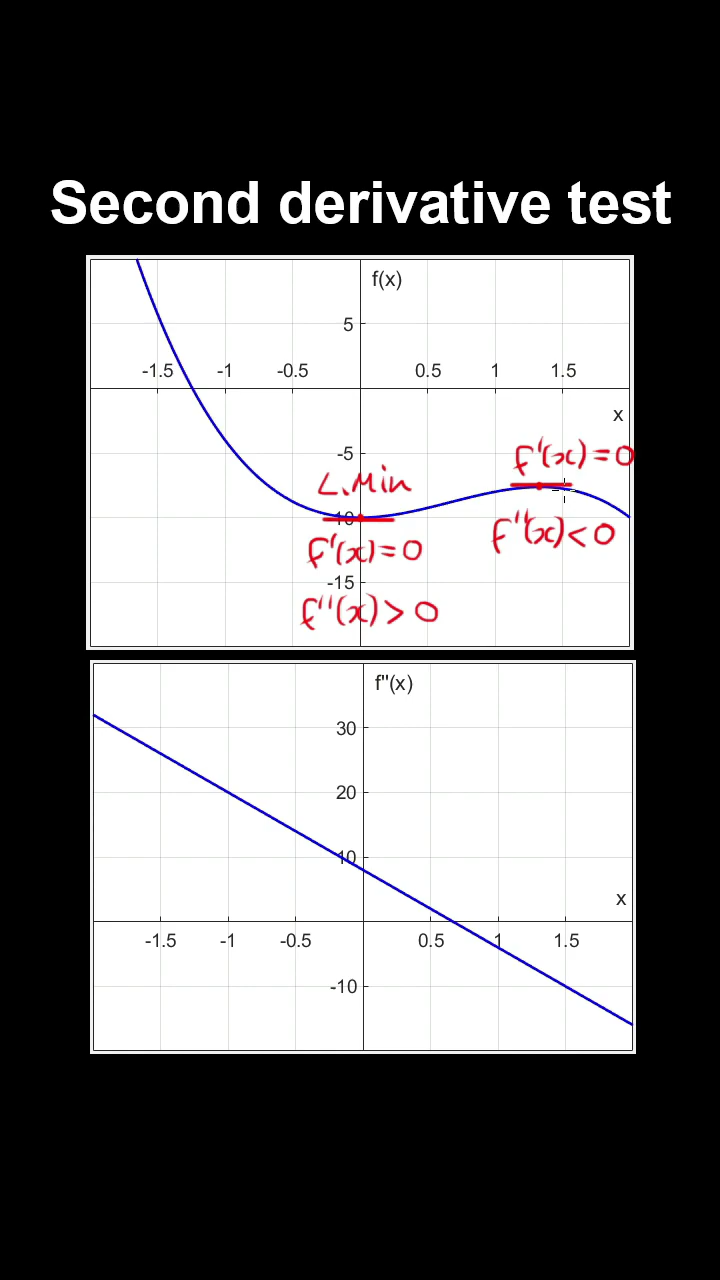 Second derivative test
f(x)
5
-1.5 -1 -0.5 0.5 1 1.5
x
-5
f'(x)=0
L.Min
-10
f''(x)<0
f'(x)=0
-15
f''(x)>0
f"(x)
30
20
10
x
-1.5 -1 -0.5 0.5 1 1.5
-10